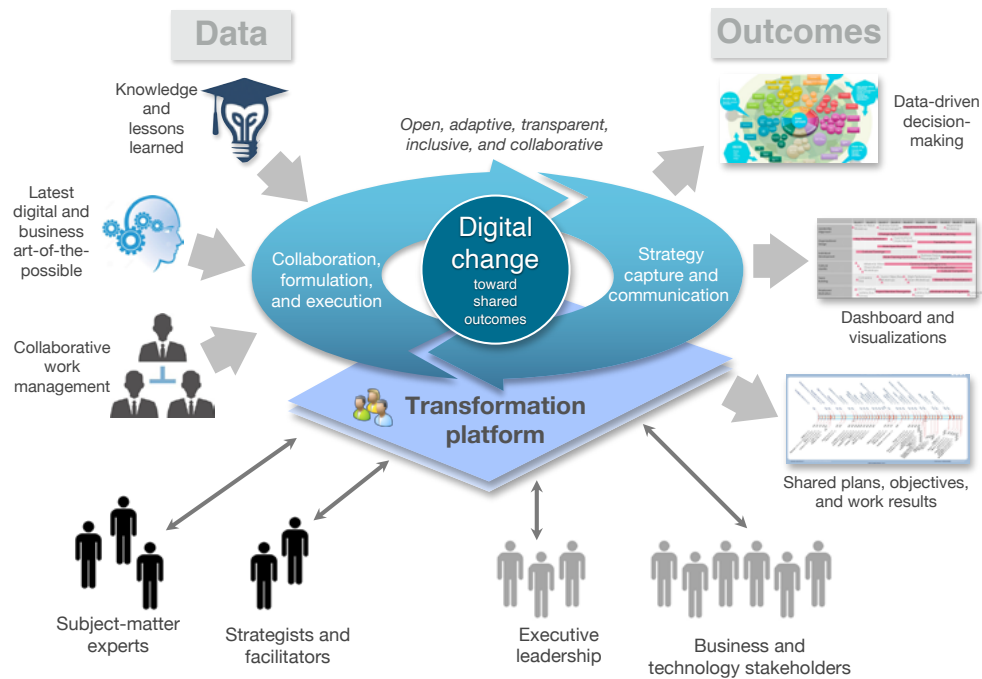 Data
Outcomes
Knowledge
and
lessons
learned
Open, adaptive, transparent,
inclusive, and collaborative
Data-driven
decision-
making
Latest
digital and
business
art-of-the-
possible
Collaboration,
formulation,
and execution
Digital
change
toward
shared
outcomes
Strategy
capture and
communication
Dashboard and
visualizations
Collaborative
work
management
Transformation
platform
Shared plans, objectives,
and work results
Subject-matter
experts
Strategists and
facilitators
Executive
leadership
Business and
technology stakeholders